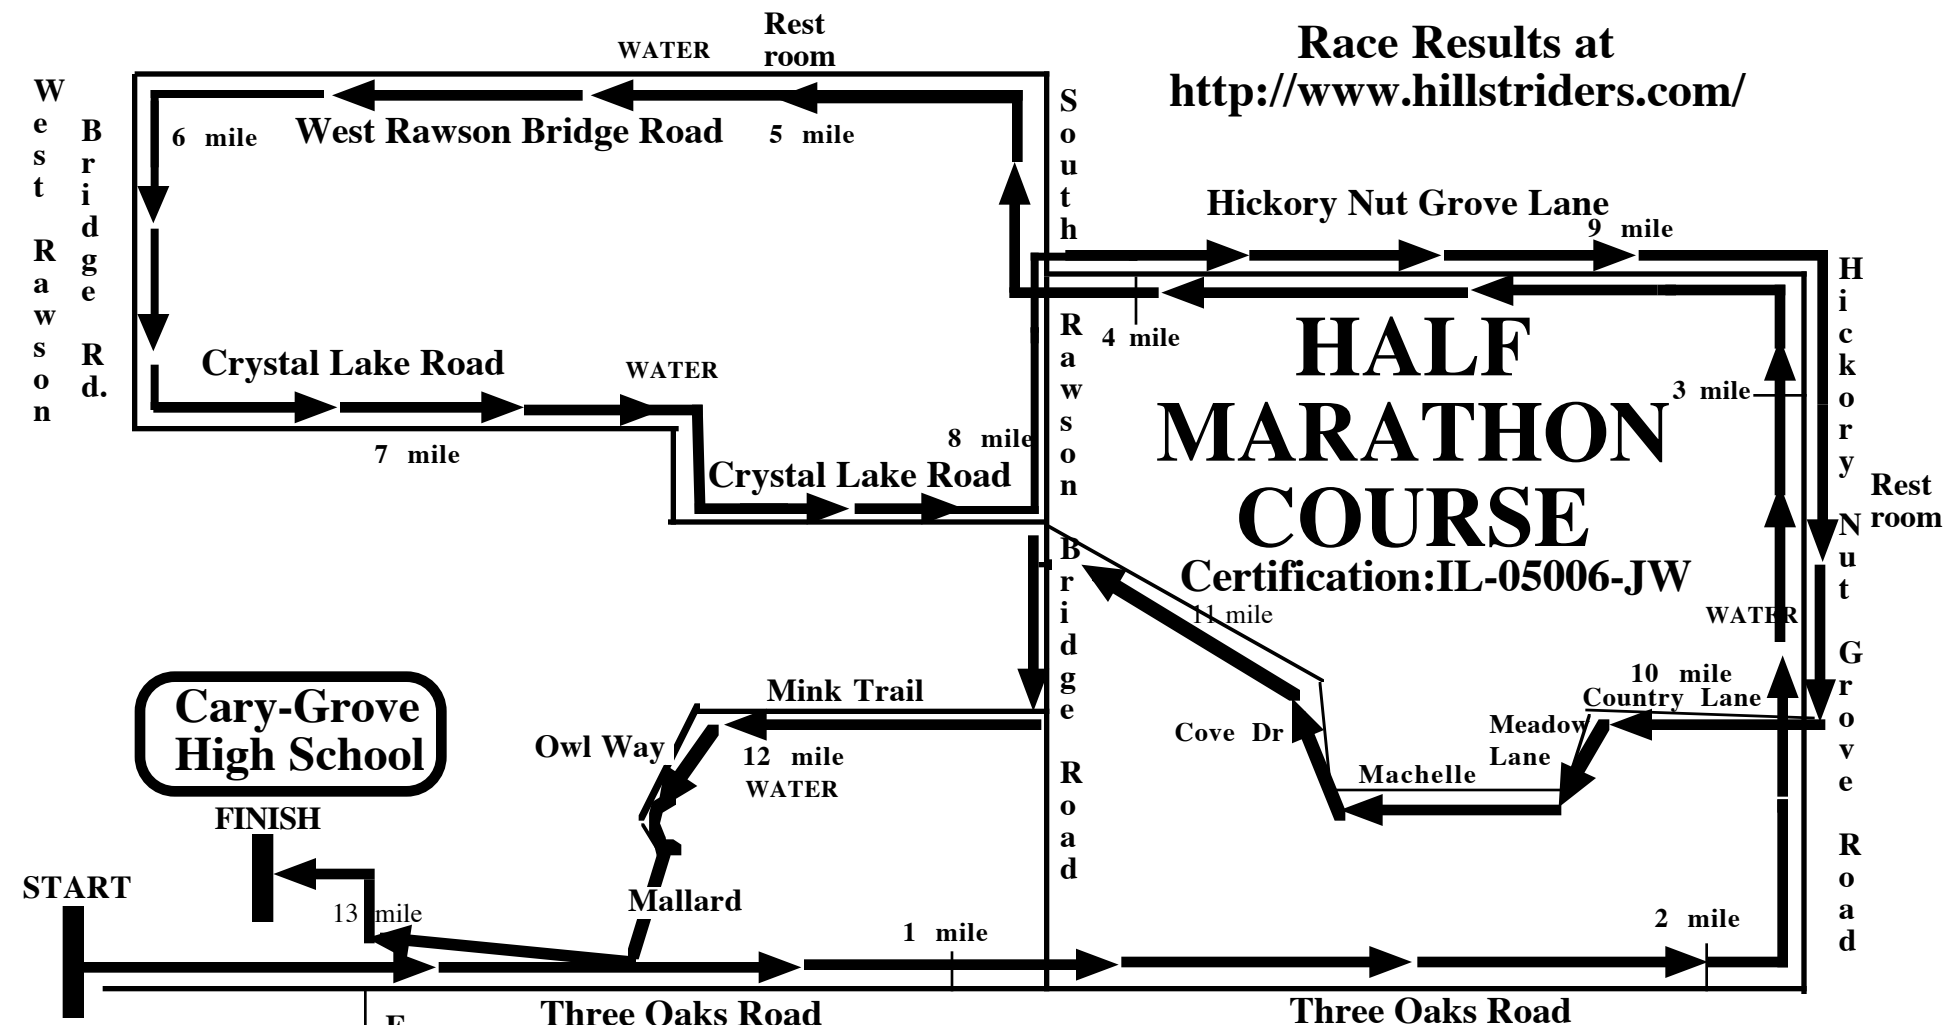 Rest
room
WATER
Race Results at
http://www.hillstriders.com/
West Rawson
Bridge Rd.
6 mile
West Rawson Bridge Road
5 mile
South Rawson Bridge Road
Hickory Nut Grove Lane
9 mile
4 mile
HALF
MARATHON
COURSE
Certification:IL-05006-JW
3 mile
Hickory Nut Grove Road
Rest
room
Crystal Lake Road
WATER
7 mile
8 mile
Crystal Lake Road
11 mile
WATER
10 mile
Country Lane
Meadow
Lane
Cove Dr
Machelle
Mink Trail
Owl Way
12 mile
WATER
Cary-Grove
High School
FINISH
START
13 mile
Mallard
1 mile
2 mile
Three Oaks Road
Three Oaks Road